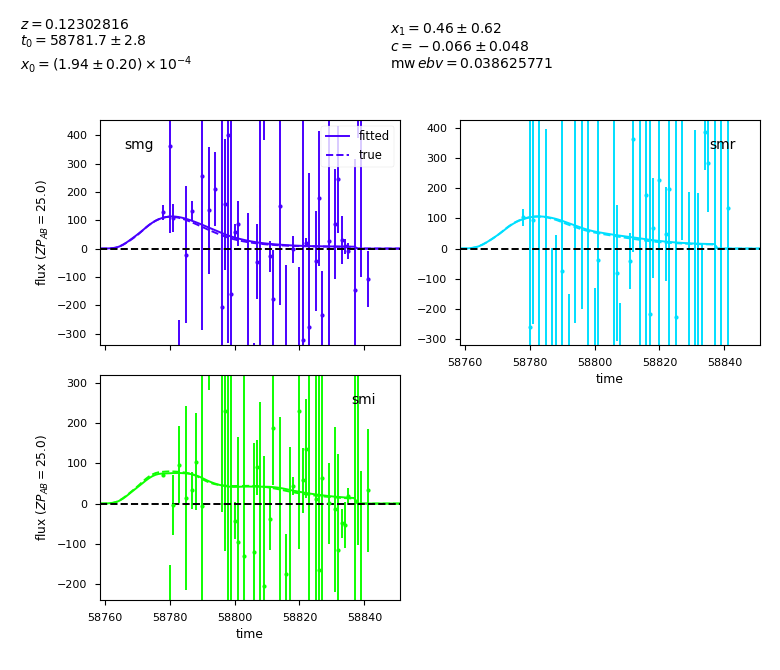 z = 0.12302816
t₀ = 58781.7 ± 2.8
x₀ = (1.94 ± 0.20) × 10⁻⁴
x₁ = 0.46 ± 0.62
c = −0.066 ± 0.048
mw ebv = 0.038625771
smg
fitted
true
400
300
200
100
0
−100
−200
−300
flux (ZP_AB = 25.0)
smr
400
300
200
100
0
−100
−200
−300
58760 58780 58800 58820 58840
time
smi
300
200
100
0
−100
−200
flux (ZP_AB = 25.0)
58760 58780 58800 58820 58840
time